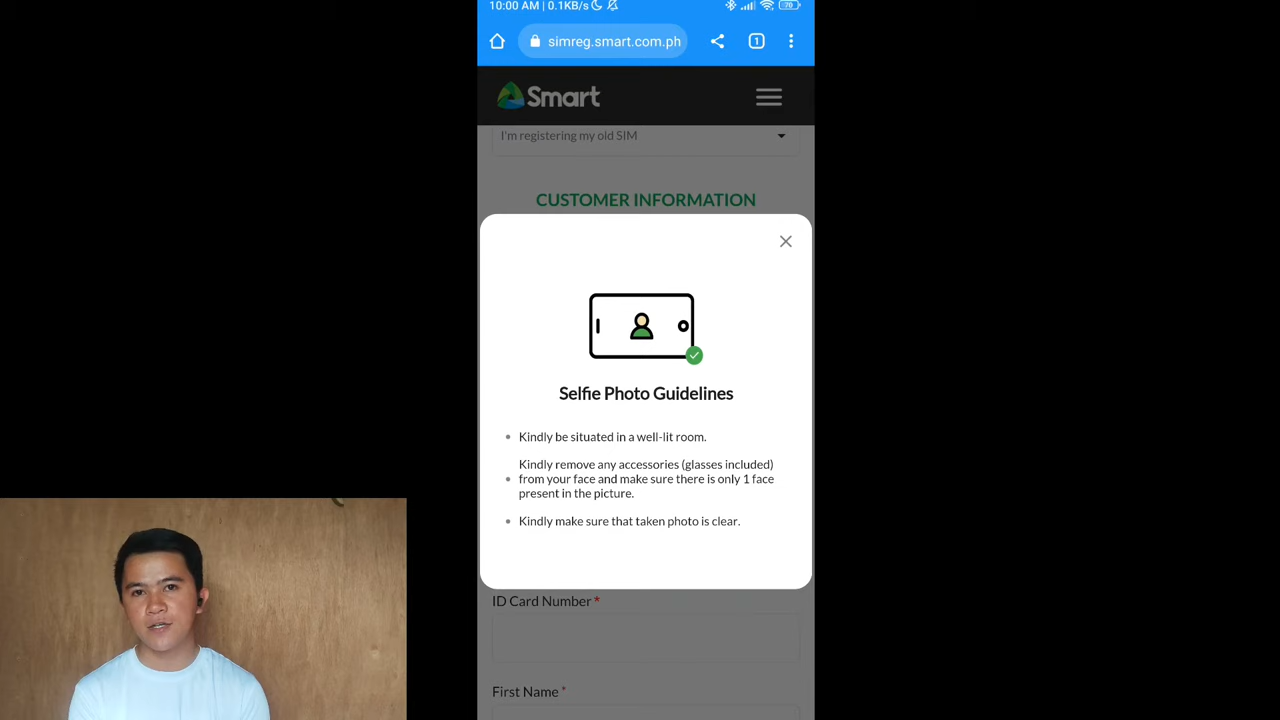 10:00 AM | 0.1KB/s
70
simreg.smart.com.ph
1
Smart
I'm registering my old SIM
CUSTOMER INFORMATION
Selfie Photo Guidelines
Kindly be situated in a well-lit room.
Kindly remove any accessories (glasses included)
from your face and make sure there is only 1 face
present in the picture.
Kindly make sure that taken photo is clear.
ID Card Number*
First Name *